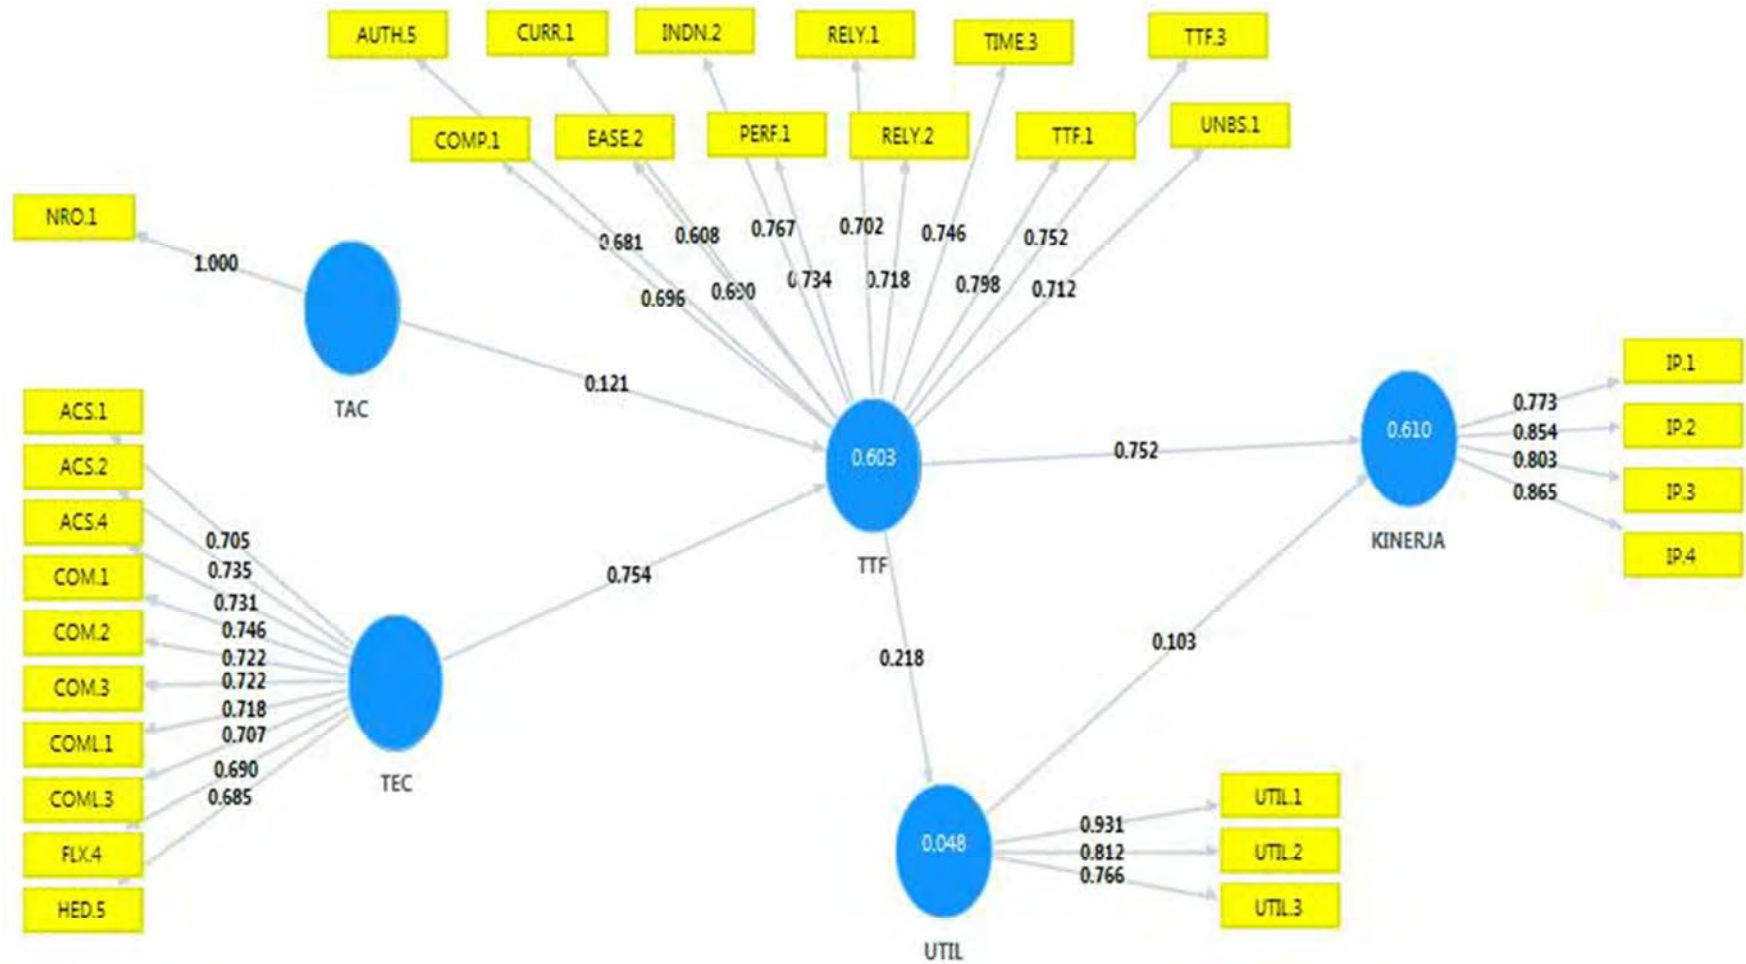 AUTH.5
CURR.1
INDN.2
RELY.1
TIME.3
TTF.3
COMP.1
EASE.2
PERF.1
RELY.2
TTF.1
UNBS.1
NRO.1
1.000
TAC
0.681
0.608
0.767
0.702
0.746
0.752
0.696
0.734
0.718
0.798
0.712
0.121
ACS.1
ACS.2
ACS.4
COM.1
COM.2
COM.3
COML.1
COML.3
FLX.4
HED.5
0.705
0.735
0.731
0.746
0.722
0.722
0.718
0.707
0.690
0.685
TEC
0.754
0.603
TTF
0.752
0.610
KINERJA
0.773
0.854
0.803
0.865
IP.1
IP.2
IP.3
IP.4
0.218
0.103
0.048
UTIL
0.931
0.812
0.766
UTIL.1
UTIL.2
UTIL.3